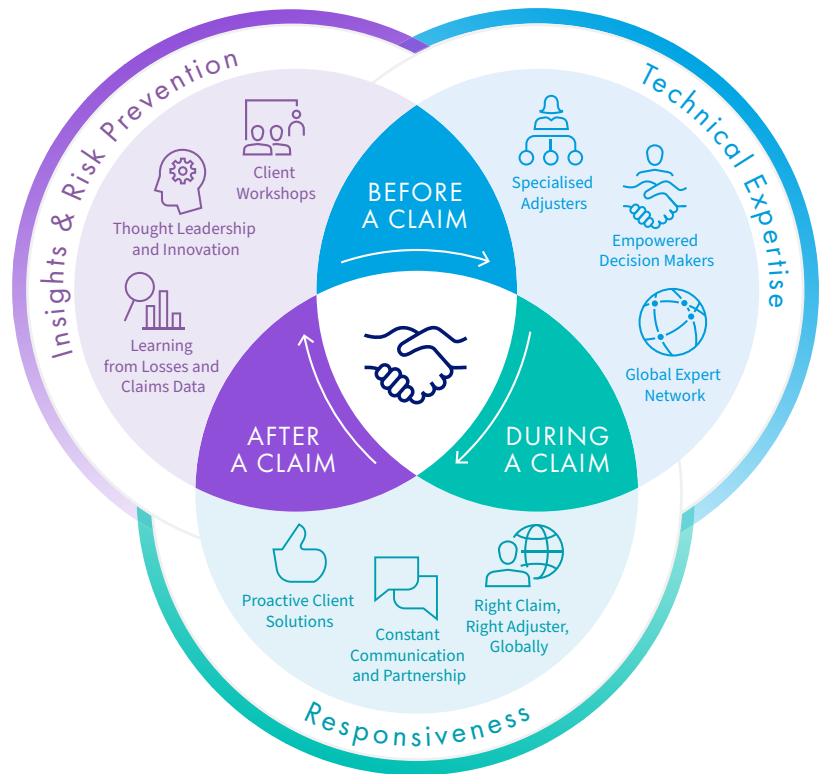 Insights & Risk Prevention
Technical Expertise
Client
Workshops
Thought Leadership
and Innovation
Learning
from Losses and
Claims Data
BEFORE
A CLAIM
Specialised
Adjusters
Empowered
Decision Makers
Global Expert
Network
AFTER
A CLAIM
DURING
A CLAIM
Proactive Client
Solutions
Constant
Communication
and Partnership
Right Claim,
Right Adjuster,
Globally
Responsiveness